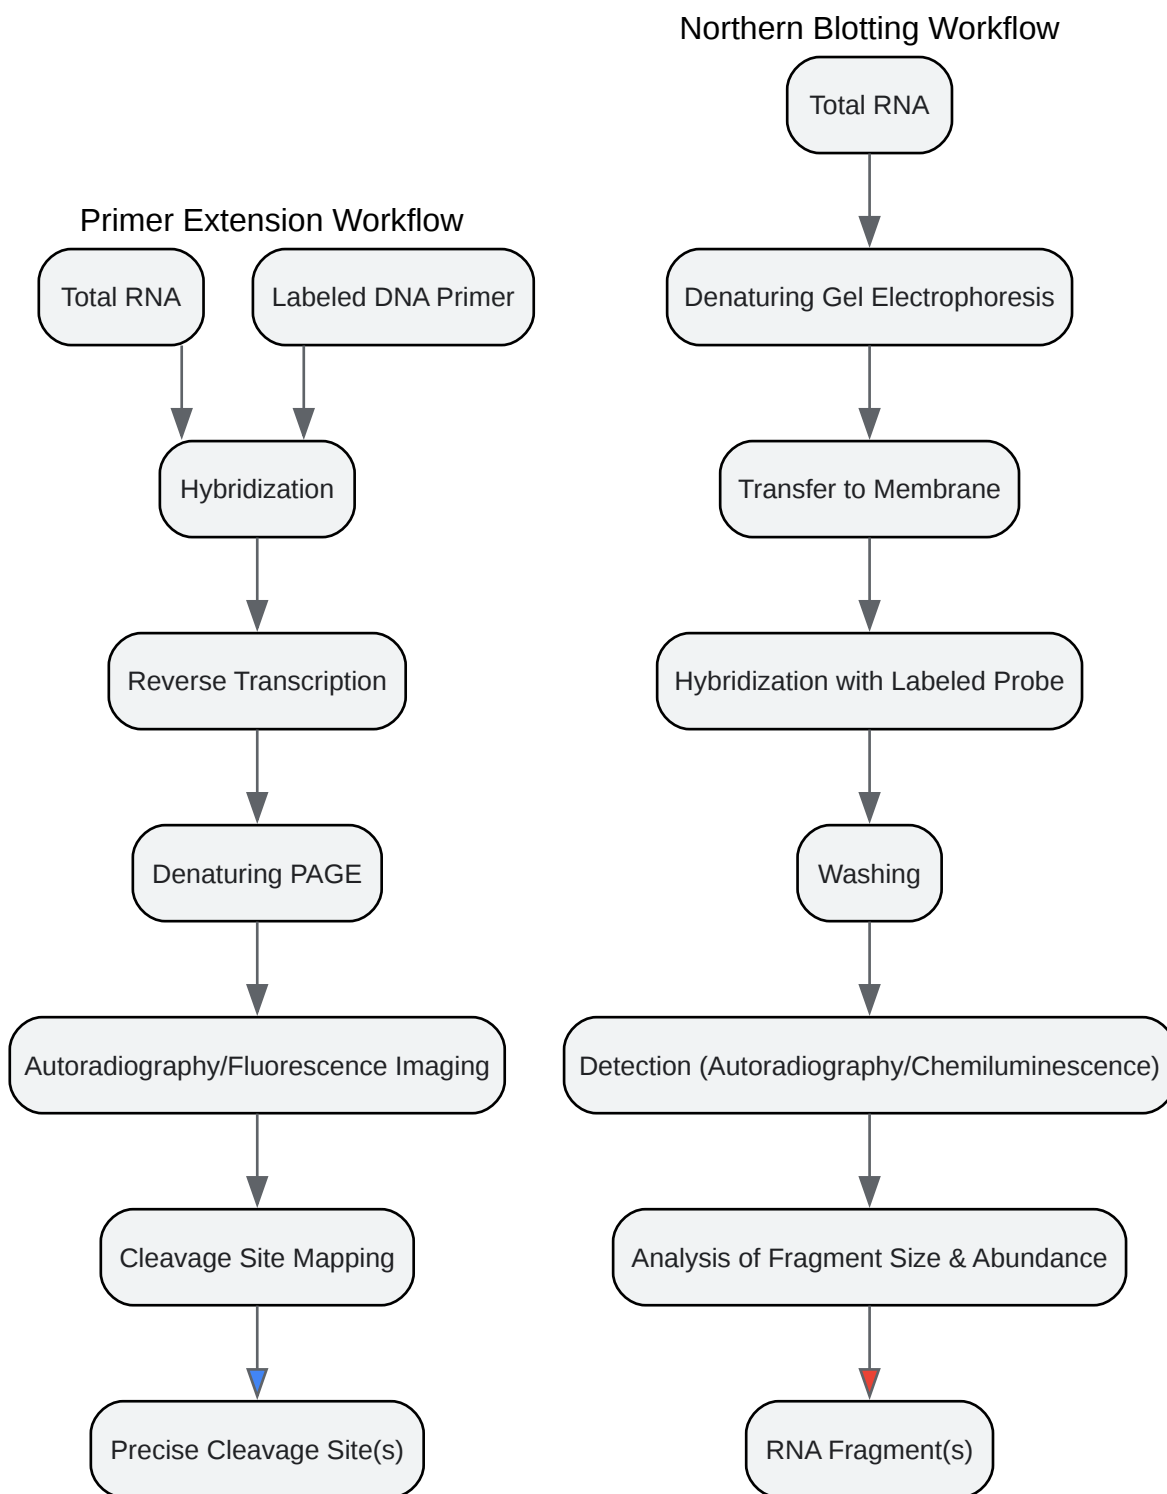 Primer Extension Workflow
Total RNA
Labeled DNA Primer
Hybridization
Reverse Transcription
Denaturing PAGE
Autoradiography/Fluorescence Imaging
Cleavage Site Mapping
Precise Cleavage Site(s)
Northern Blotting Workflow
Total RNA
Denaturing Gel Electrophoresis
Transfer to Membrane
Hybridization with Labeled Probe
Washing
Detection (Autoradiography/Chemiluminescence)
Analysis of Fragment Size & Abundance
RNA Fragment(s)